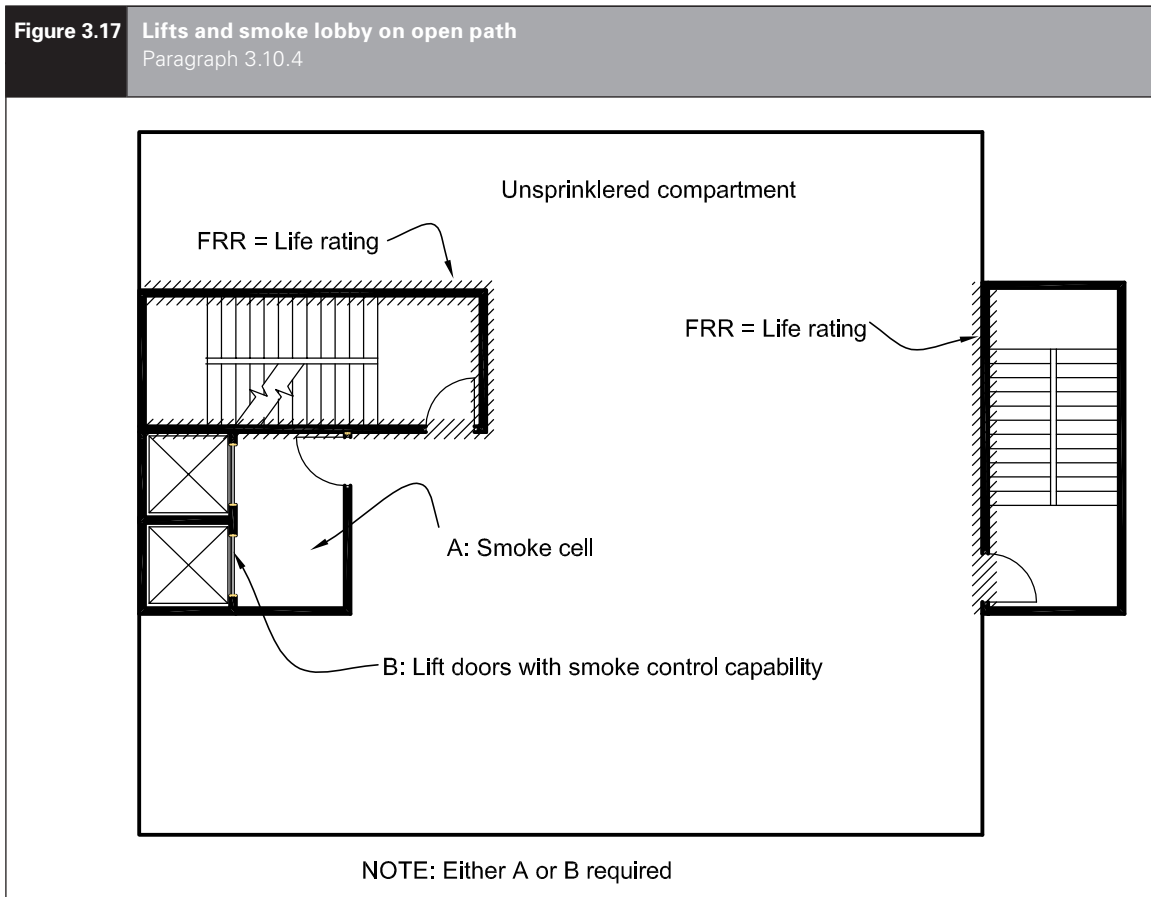 Figure 3.17
Lifts and smoke lobby on open path
Paragraph 3.10.4
Unsprinklered compartment
FRR = Life rating
FRR = Life rating
A: Smoke cell
B: Lift doors with smoke control capability
NOTE: Either A or B required